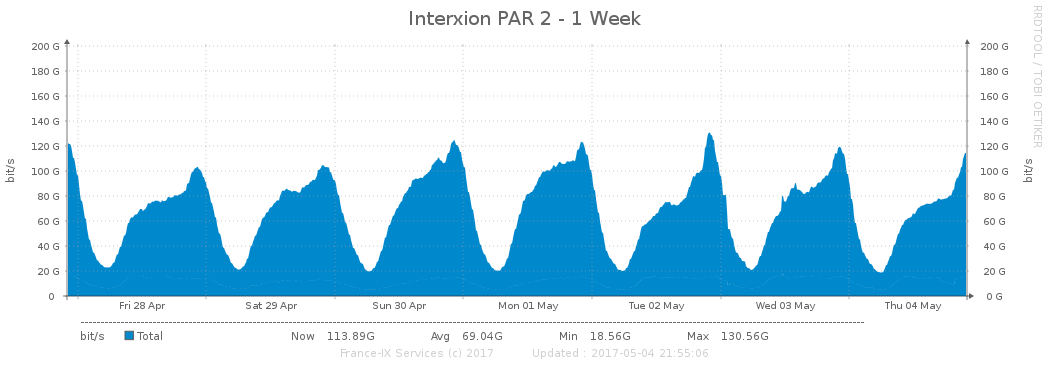 Interxion PAR 2 - 1 Week
RRDTOOL / TOBI OETIKER
bit/s
bit/s
200 G 200 G
180 G 180 G
160 G 160 G
140 G 140 G
120 G 120 G
100 G 100 G
80 G 80 G
60 G 60 G
40 G 40 G
20 G 20 G
0 0 G
Fri 28 Apr Sat 29 Apr Sun 30 Apr Mon 01 May Tue 02 May Wed 03 May Thu 04 May
bit/s Total Now 113.89G Avg 69.04G Min 18.56G Max 130.56G
France-IX Services (c) 2017 Updated : 2017-05-04 21:55:06